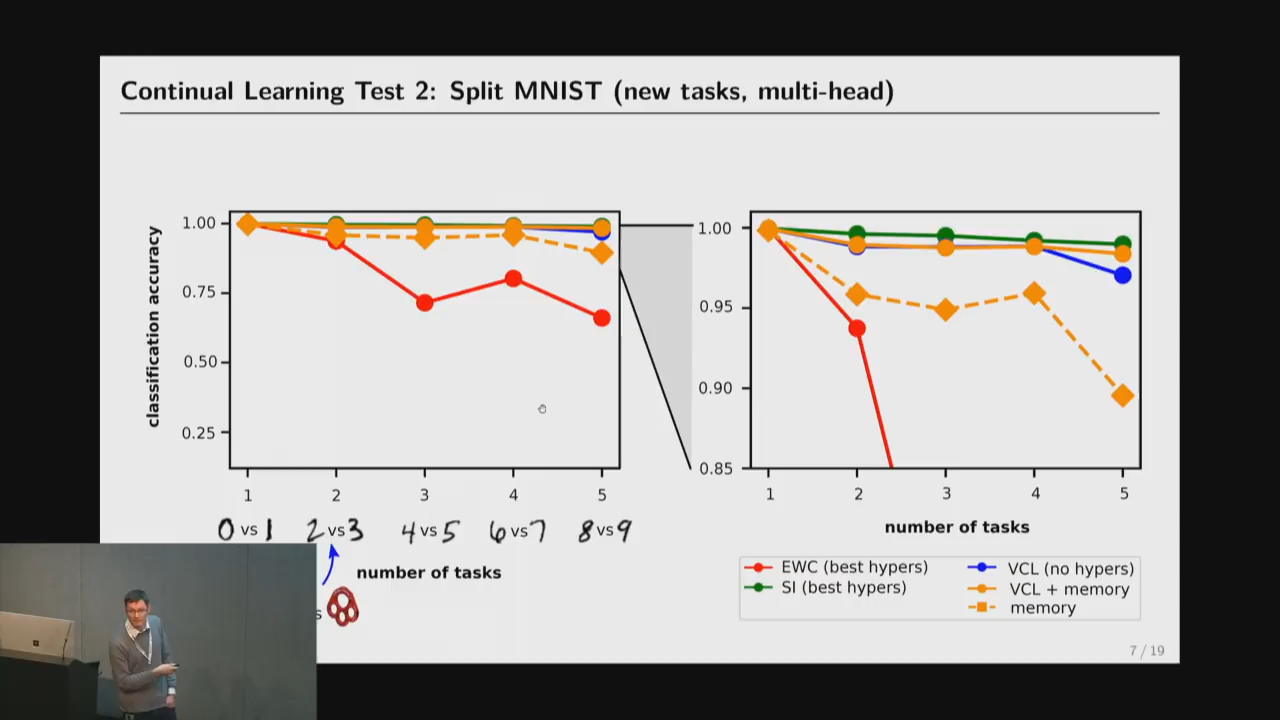 Continual Learning Test 2: Split MNIST (new tasks, multi-head)
classification accuracy
1.00
0.75
0.50
0.25
1 2 3 4 5
0 vs 1 2 vs 3 4 vs 5 6 vs 7 8 vs 9
number of tasks
s
1.00
0.95
0.90
0.85
1 2 3 4 5
number of tasks
EWC (best hypers)
SI (best hypers)
VCL (no hypers)
VCL + memory
memory
7 / 19